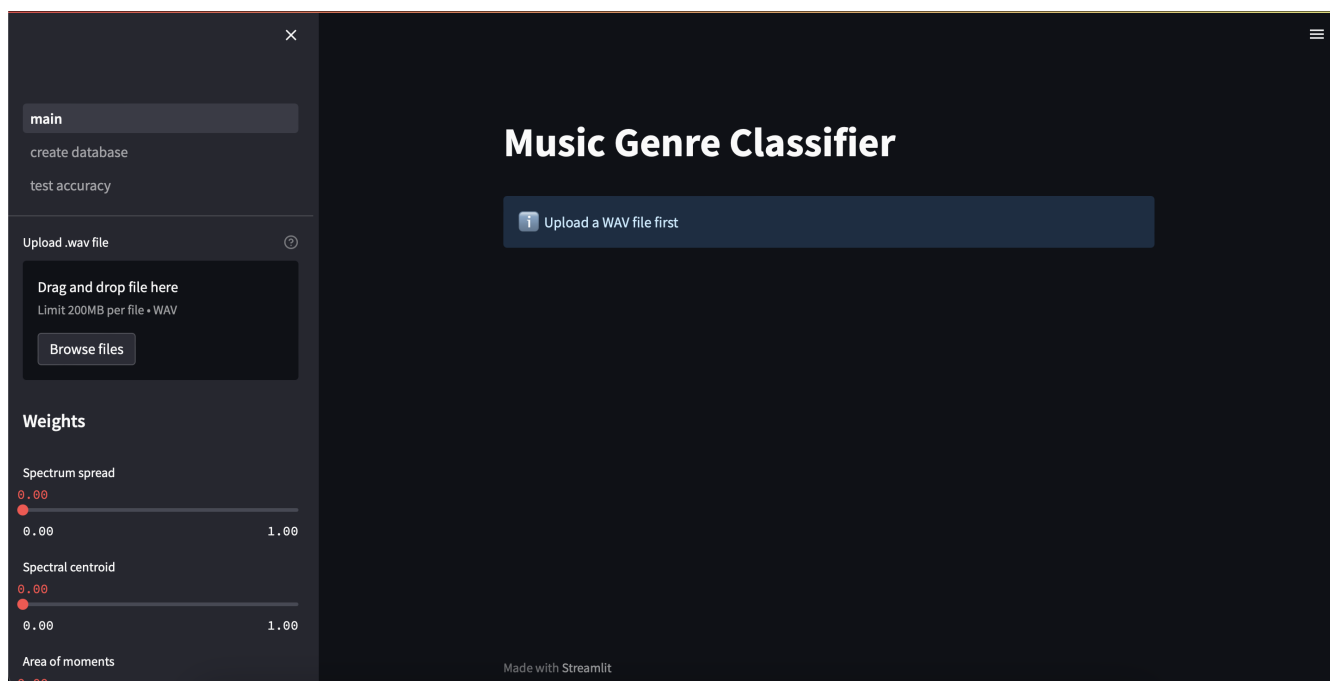 main
create database
test accuracy
Upload .wav file
Drag and drop file here
Limit 200MB per file • WAV
Browse files
Weights
Spectrum spread
0.00
0.00 1.00
Spectral centroid
0.00
0.00 1.00
Area of moments
0.00
Music Genre Classifier
Upload a WAV file first
Made with Streamlit